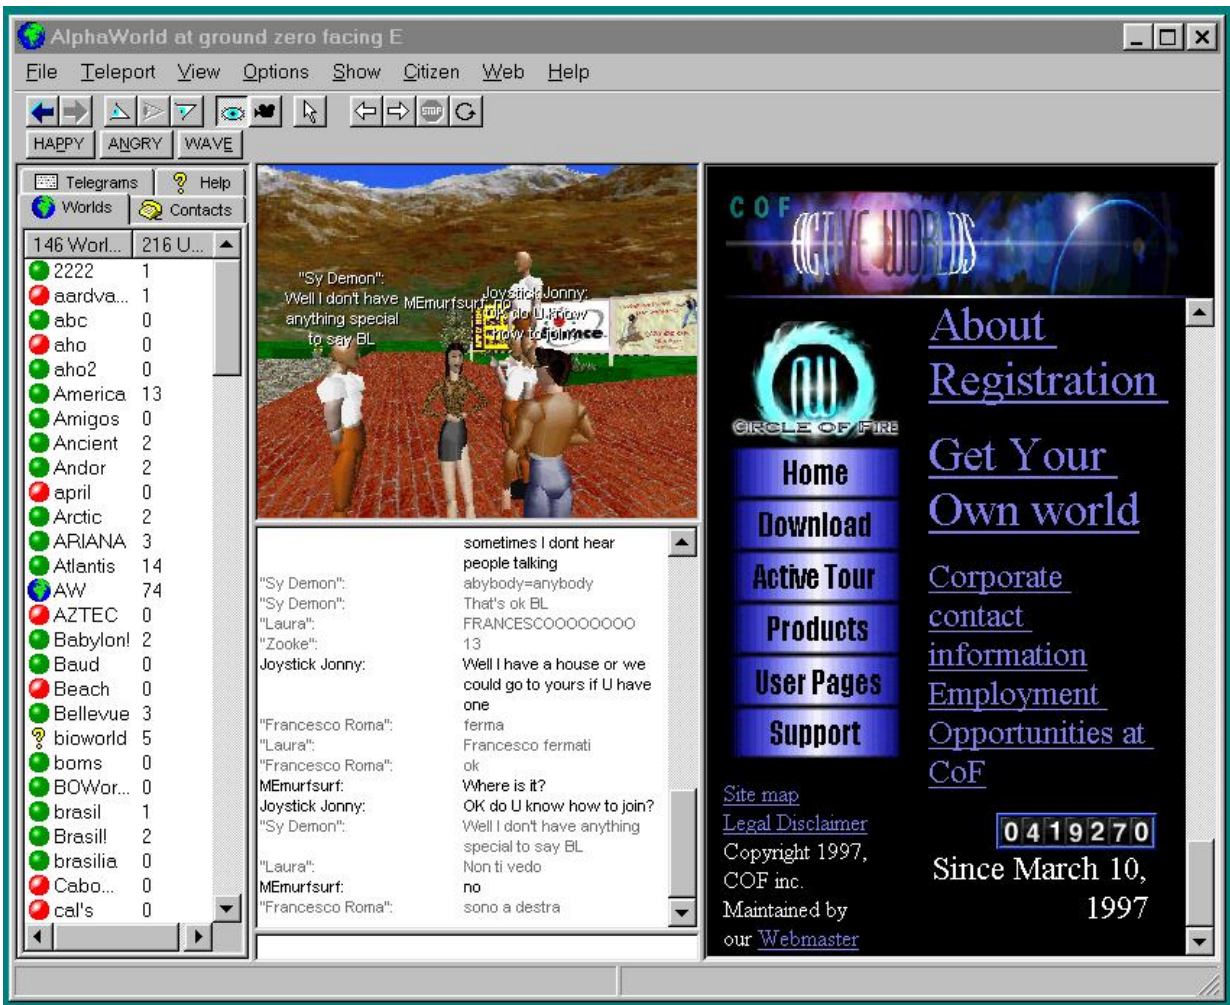 AlphaWorld at ground zero facing E
File Teleport View Options Show Citizen Web Help
STOP
HAPPY ANGRY WAVE
Telegrams Help
Worlds Contacts
146 Worl... 216 U...
2222 1
aardva... 1
abc 0
aho 0
aho2 0
America 13
Amigos 0
Ancient 2
Andor 2
april 0
Arctic 2
ARIANA 3
Atlantis 14
AW 74
AZTEC 0
Babylon! 2
Baud 0
Beach 0
Bellevue 3
bioworld 5
boms 0
BOWor... 0
brasil 1
Brasil! 2
brasilia 0
Cabo... 0
cal's 0
"Sy Demon":
Well I don't have
anything special
to say BL
MEmurfsurf: no
Joystick Jonny:
OK do U know
how to join?
sometimes I dont hear
people talking
"Sy Demon": abybody=anybody
"Sy Demon": That's ok BL
"Laura": FRANCESCOOOOOOOOO
"Zooke": 13
Joystick Jonny: Well I have a house or we
could go to yours if U have
one
"Francesco Roma": ferma
"Laura": Francesco fermati
"Francesco Roma": ok
MEmurfsurf: Where is it?
Joystick Jonny: OK do U know how to join?
"Sy Demon": Well I don't have anything
special to say BL
"Laura": Non ti vedo
MEmurfsurf: no
"Francesco Roma": sono a destra
COF
ACTIVE WORLDS
CIRCLE OF FIRE
Home
Download
Active Tour
Products
User Pages
Support
Site map
Legal Disclaimer
Copyright 1997,
COF inc.
Maintained by
our Webmaster
About
Registration
Get Your
Own world
Corporate
contact
information
Employment
Opportunities at
CoF
0419270
Since March 10,
1997